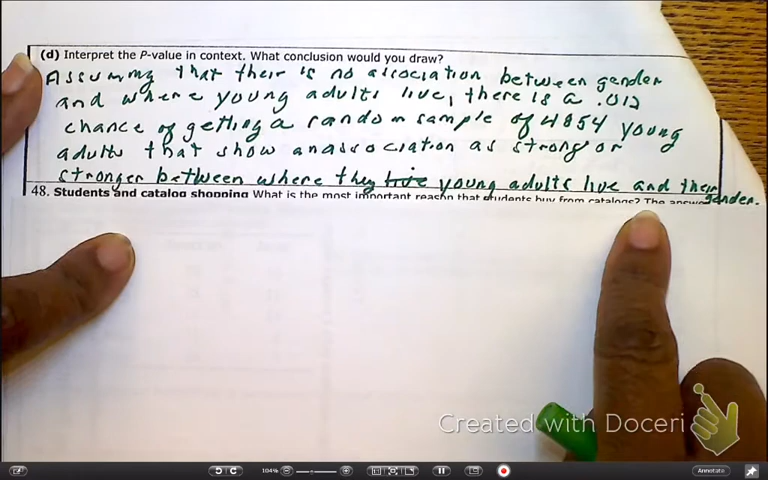 (d) Interpret the P-value in context. What conclusion would you draw?
Assuming that their is no association between gender
and where young adults live, there is a .012
chance of getting a random sample of 4854 young
adults that show an association as strong or
stronger between where they live young adults live and their
gender.
48. Students and catalog shopping What is the most important reason that students buy from catalogs? The answe
Created with Doceri
104%
Annotate